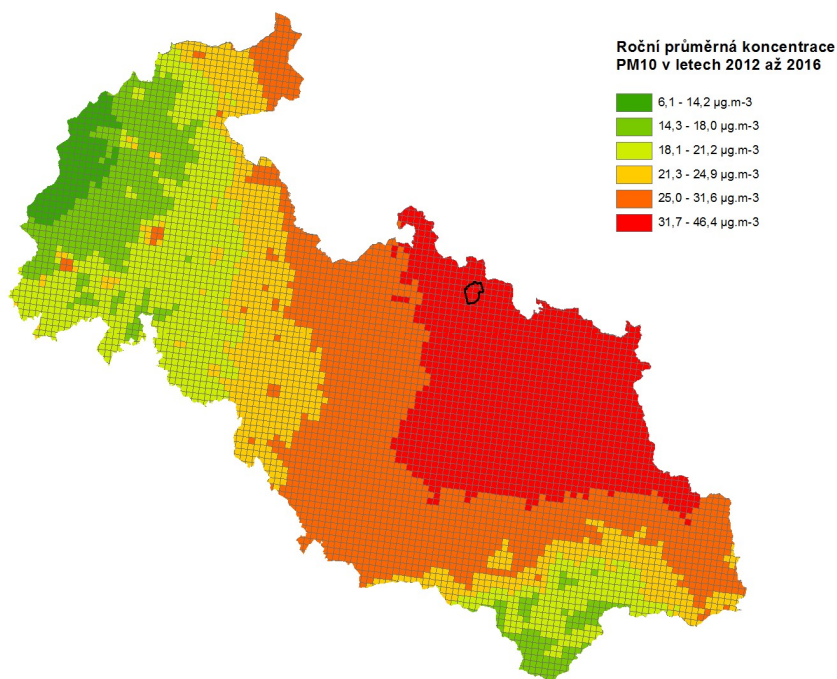 Roční průměrná koncentrace
PM10 v letech 2012 až 2016
6,1 - 14,2 µg.m-3
14,3 - 18,0 µg.m-3
18,1 - 21,2 µg.m-3
21,3 - 24,9 µg.m-3
25,0 - 31,6 µg.m-3
31,7 - 46,4 µg.m-3